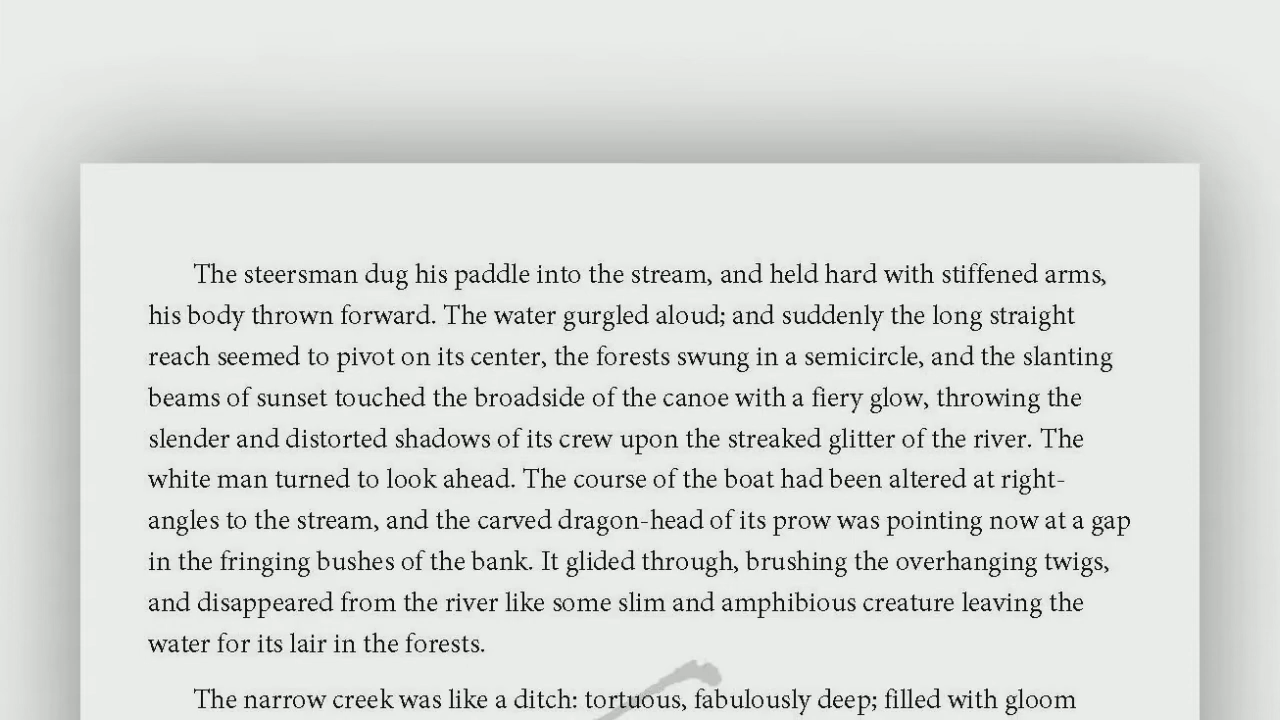 The steersman dug his paddle into the stream, and held hard with stiffened arms,
his body thrown forward. The water gurgled aloud; and suddenly the long straight
reach seemed to pivot on its center, the forests swung in a semicircle, and the slanting
beams of sunset touched the broadside of the canoe with a fiery glow, throwing the
slender and distorted shadows of its crew upon the streaked glitter of the river. The
white man turned to look ahead. The course of the boat had been altered at right-
angles to the stream, and the carved dragon-head of its prow was pointing now at a gap
in the fringing bushes of the bank. It glided through, brushing the overhanging twigs,
and disappeared from the river like some slim and amphibious creature leaving the
water for its lair in the forests.
The narrow creek was like a ditch: tortuous, fabulously deep; filled with gloom